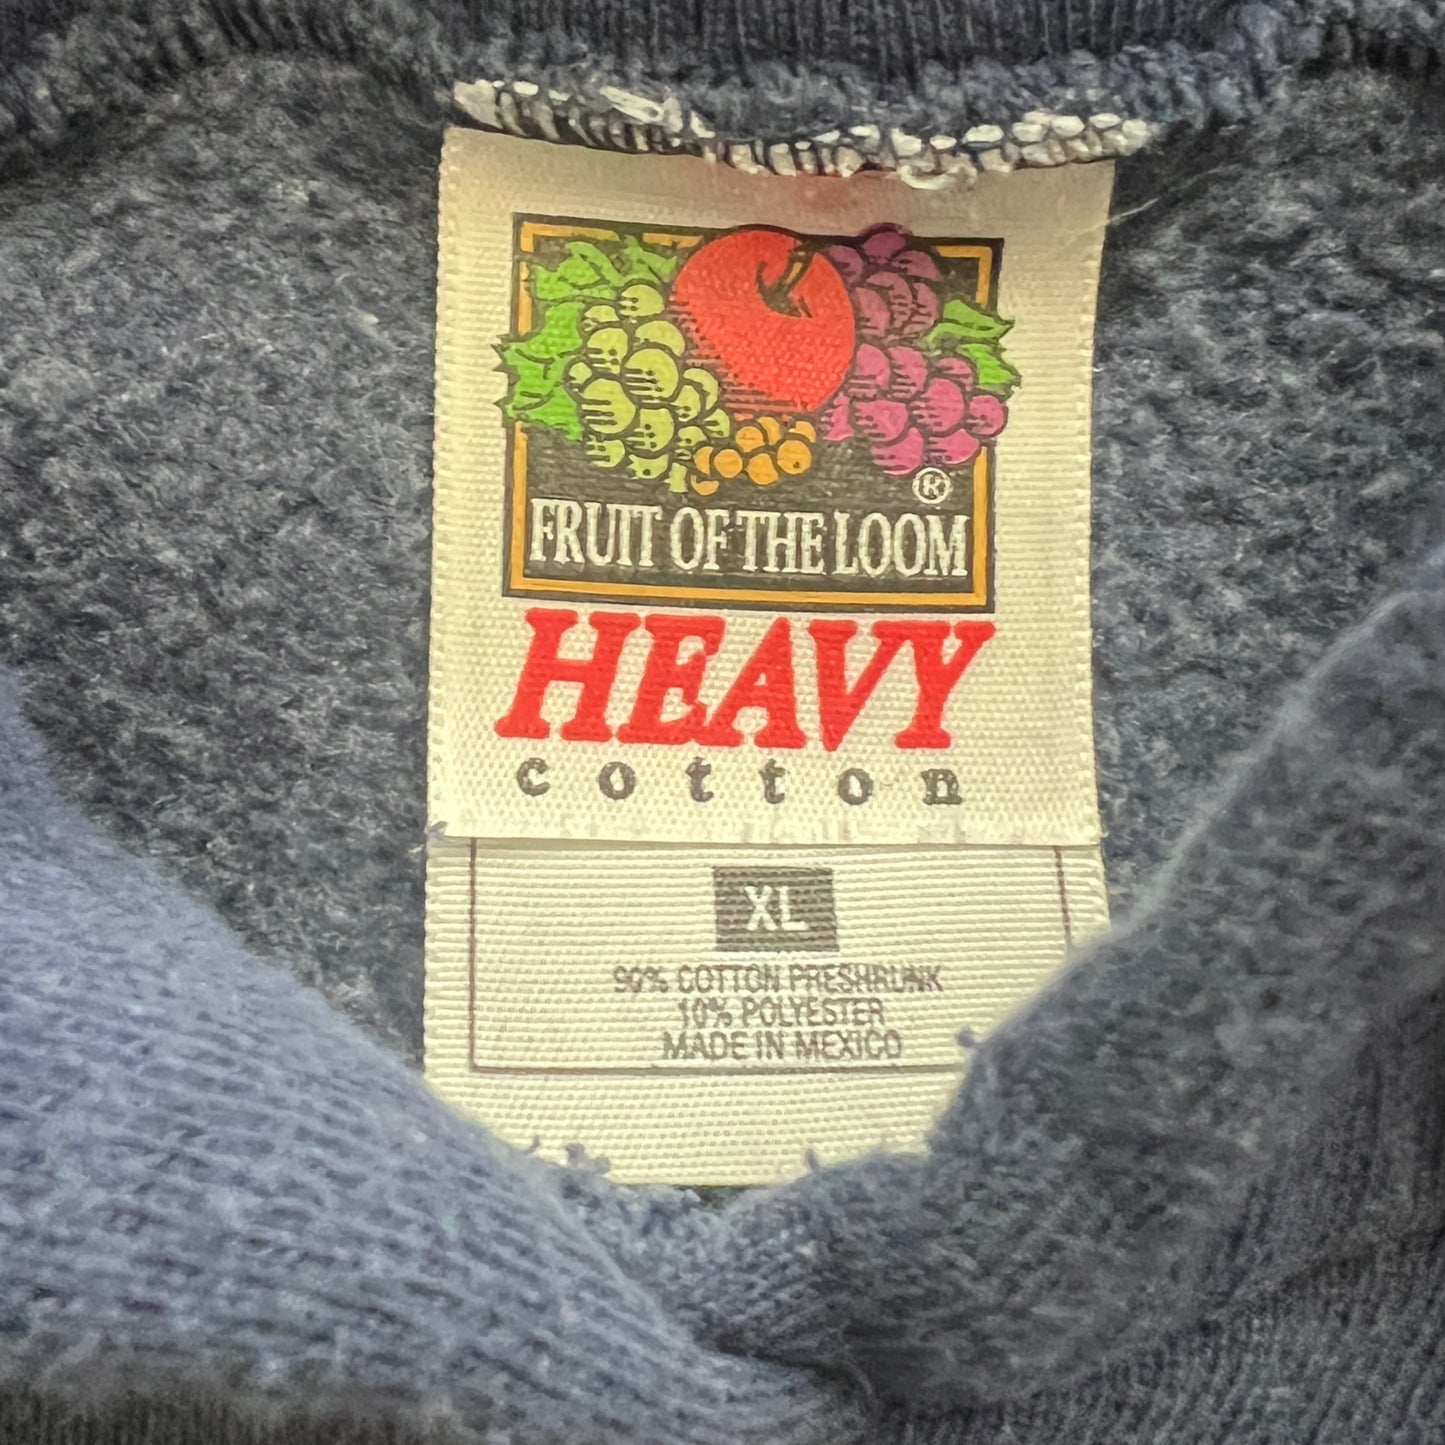 ®
FRUIT OF THE LOOM
HEAVY
cotton
XL
90% COTTON PRESHRUNK
10% POLYESTER
MADE IN MEXICO